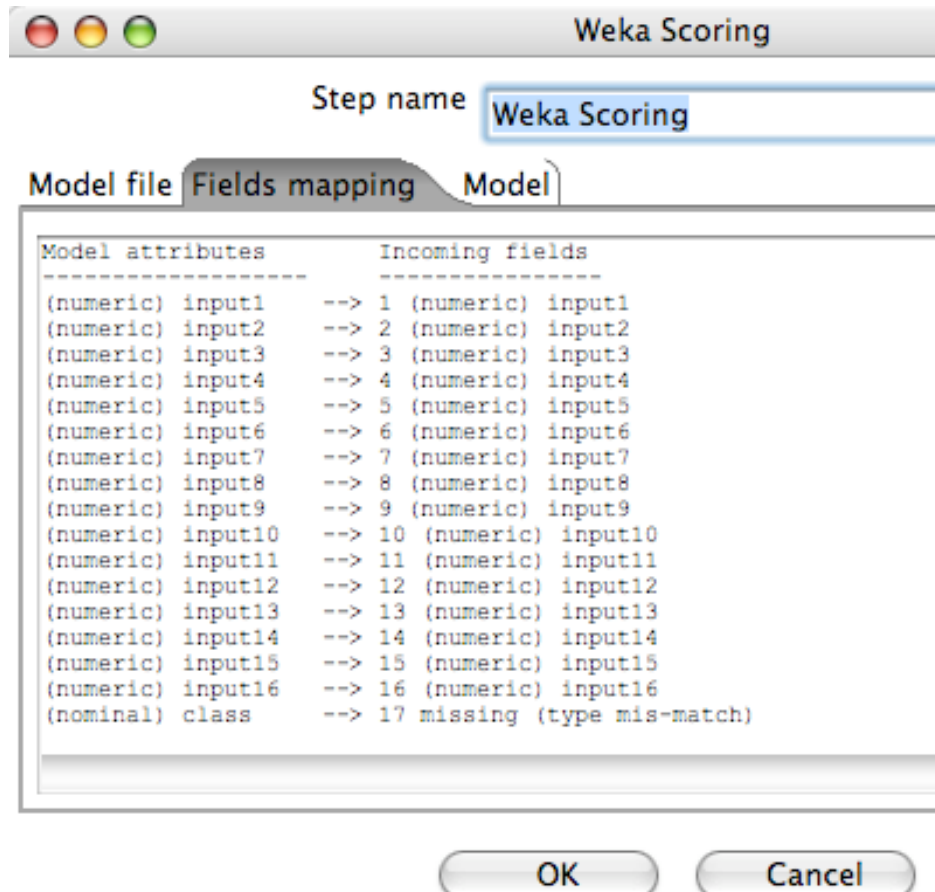 Weka Scoring
Step name Weka Scoring
Model file Fields mapping Model
Model attributes Incoming fields
-------------------- -----------------
(numeric) input1 --> 1 (numeric) input1
(numeric) input2 --> 2 (numeric) input2
(numeric) input3 --> 3 (numeric) input3
(numeric) input4 --> 4 (numeric) input4
(numeric) input5 --> 5 (numeric) input5
(numeric) input6 --> 6 (numeric) input6
(numeric) input7 --> 7 (numeric) input7
(numeric) input8 --> 8 (numeric) input8
(numeric) input9 --> 9 (numeric) input9
(numeric) input10 --> 10 (numeric) input10
(numeric) input11 --> 11 (numeric) input11
(numeric) input12 --> 12 (numeric) input12
(numeric) input13 --> 13 (numeric) input13
(numeric) input14 --> 14 (numeric) input14
(numeric) input15 --> 15 (numeric) input15
(numeric) input16 --> 16 (numeric) input16
(nominal) class --> 17 missing (type mis-match)
OK Cancel